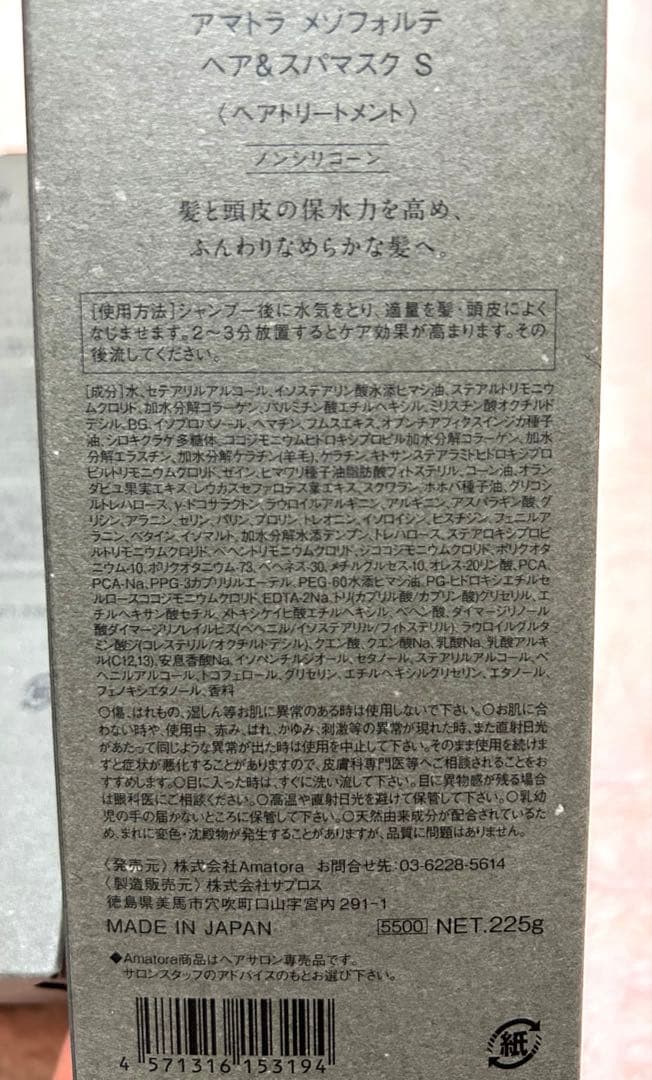 アマトラ メゾフォルテ
ヘア&スパマスク S
〈ヘアトリートメント〉
ノンシリコーン
髪と頭皮の保水力を高め、
ふんわりなめらかな髪へ。
[使用方法]シャンプー後に水気をとり、適量を髪・頭皮によく
なじませます。2〜3分放置するとケア効果が高まります。その
後流してください。
[成分]水、セテアリルアルコール、イソステアリン酸水添ヒマシ油、ステアルトリモニウ
ムクロリド、加水分解コラーゲン、パルミチン酸エチルヘキシル、ミリスチン酸オクチルド
デシル、BG、イソプロパノール、ヘマチン、フムスエキス、オプンチアフィクスインジカ種子
油、シロキクラゲ多糖体、ココジモニウムヒドロキシプロピル加水分解コラーゲン、加水
分解エラスチン、加水分解ケラチン(羊毛)、ケラチン、キトサンステアラミドヒドロキシプロ
ピルトリモニウムクロリド、ゼイン、ヒマワリ種子油脂肪酸フィトステリル、コーン油、オラン
ダビユ果実エキス、レウカスセファロテス葉エキス、スクワラン、ホホバ種子油、グリコシ
ルトレハロース、γ-ドコサラクトン、ラウロイルアルギニン、アルギニン、アスパラギン酸、グ
リシン、アラニン、セリン、バリン、プロリン、トレオニン、イソロイシン、ヒスチジン、フェニルア
ラニン、ベタイン、イソマルト、加水分解水添デンプン、トレハロース、ステアロキシプロピ
ルトリモニウムクロリド、ベヘントリモニウムクロリド、ジココジモニウムクロリド、ポリクオタ
ニウム-10、ポリクオタニウム-73、ベヘネス-30、メチルグルセス-10、オレス-20リン酸、PCA、
PCA-Na、PPG-3カプリリルエーテル、PEG-60水添ヒマシ油、PG-ヒドロキシエチルセ
ルロースココジモニウムクロリド、EDTA-2Na、トリ(カプリル酸/カプリン酸)グリセリル、エ
チルヘキサン酸セチル、メトキシケイヒ酸エチルヘキシル、ベヘン酸、ダイマージリノール
酸ダイマージリノレイルビス(ベヘニル/イソステアリル/フィトステリル)、ラウロイルグルタ
ミン酸ジ(コレステリル/オクチルドデシル)、クエン酸、クエン酸Na、乳酸Na、乳酸アルキ
ル(C12,13)、安息香酸Na、イソペンチルジオール、セタノール、ステアリルアルコール、ベ
ヘニルアルコール、トコフェロール、グリセリン、エチルヘキシルグリセリン、エタノール、
フェノキシエタノール、香料
○傷、はれもの、湿しん等お肌に異常のある時は使用しないで下さい。○お肌に合
わない時や、使用中、赤み、はれ、かゆみ、刺激等の異常が現れた時、また直射日光
があたって同じような異常が出た時は使用を中止して下さい。そのまま使用を続けま
すと症状が悪化することがありますので、皮膚科専門医等へご相談されることをお
すすめします。○目に入った時は、すぐに洗い流して下さい。目に異物感が残る場合
は眼科医にご相談ください。○高温や直射日光を避けて保管して下さい。○乳幼
児の手の届かないところに保管して下さい。○天然由来成分が配合されているた
め、まれに変色・沈殿物が発生することがありますが、品質に問題はありません。
〈発売元〉株式会社Amatora お問合せ先:03-6228-5614
〈製造販売元〉株式会社サプロス
徳島県美馬市穴吹町口山字宮内291-1
MADE IN JAPAN 5500 NET.225g
◆Amatora商品はヘアサロン専売品です。
サロンスタッフのアドバイスのもとお選び下さい。
4 571316 153194
紙